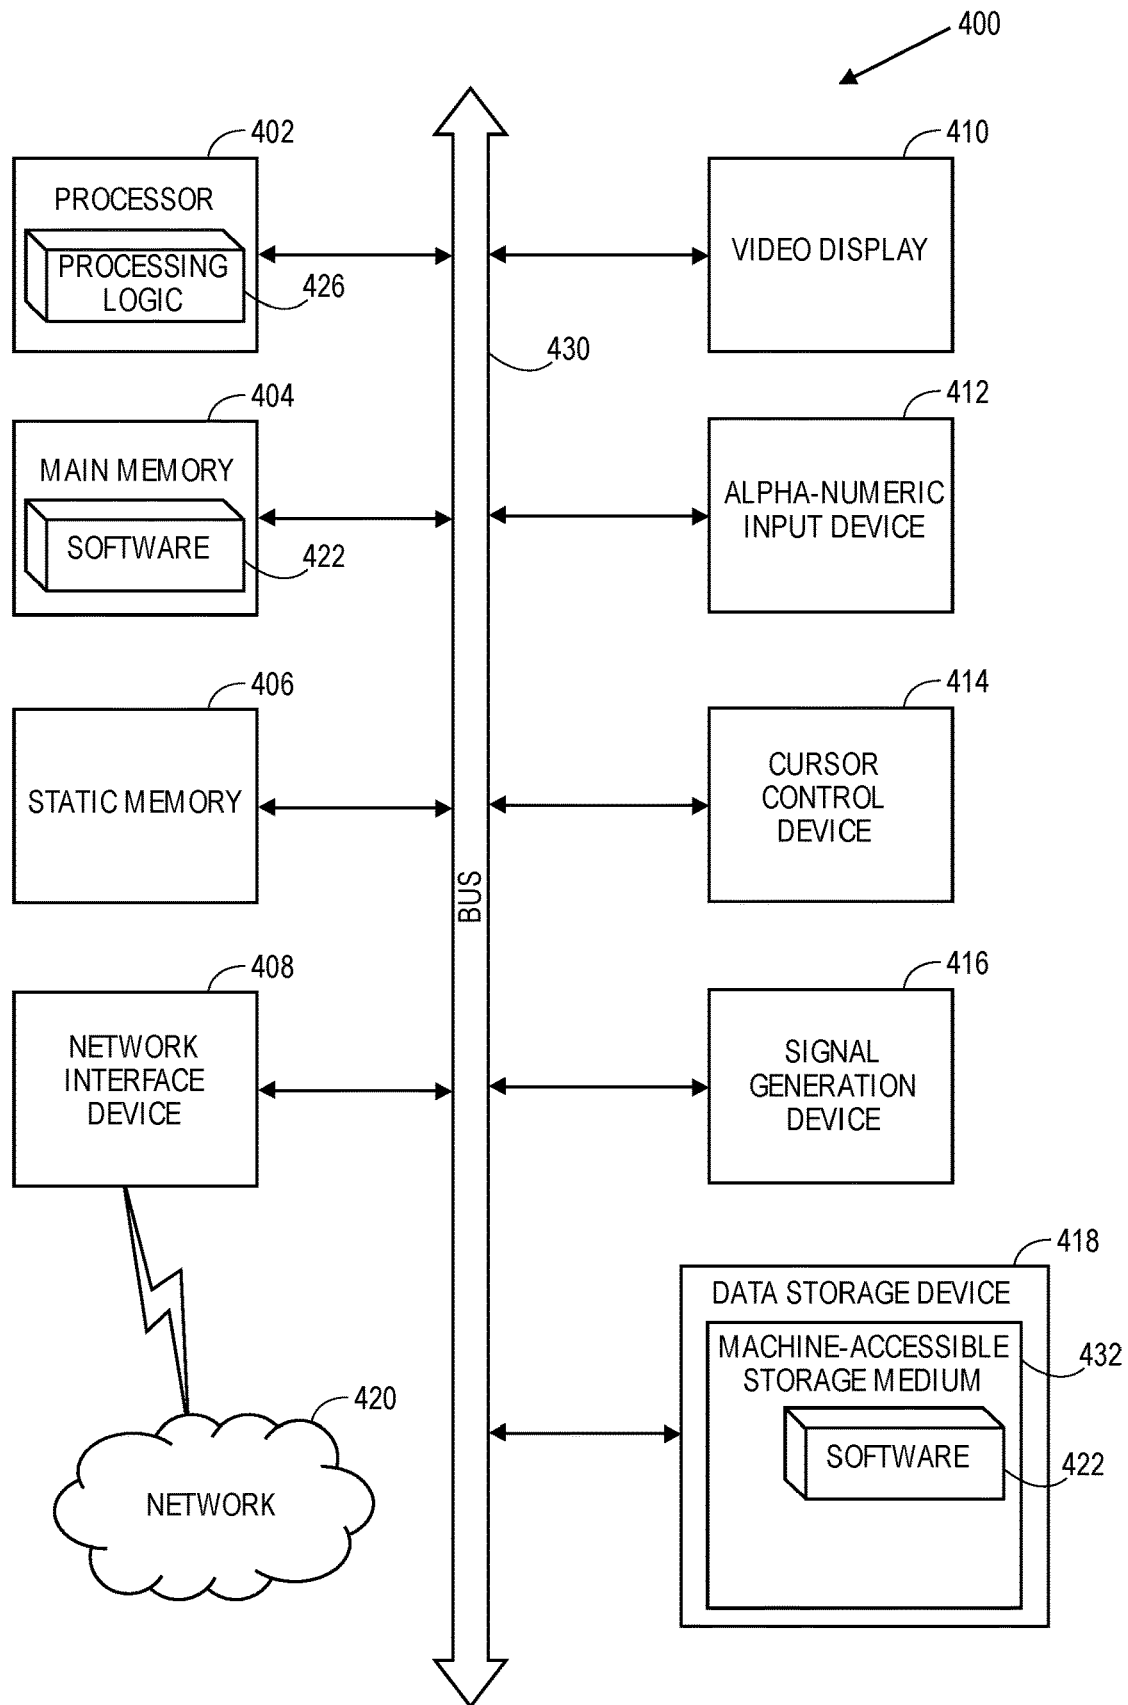 400
402
PROCESSOR
PROCESSING
LOGIC
426
410
VIDEO DISPLAY
430
404
MAIN MEMORY
SOFTWARE
422
412
ALPHA-NUMERIC
INPUT DEVICE
406
STATIC MEMORY
414
CURSOR
CONTROL
DEVICE
BUS
408
NETWORK
INTERFACE
DEVICE
416
SIGNAL
GENERATION
DEVICE
420
NETWORK
418
DATA STORAGE DEVICE
MACHINE-ACCESSIBLE
STORAGE MEDIUM
432
SOFTWARE
422